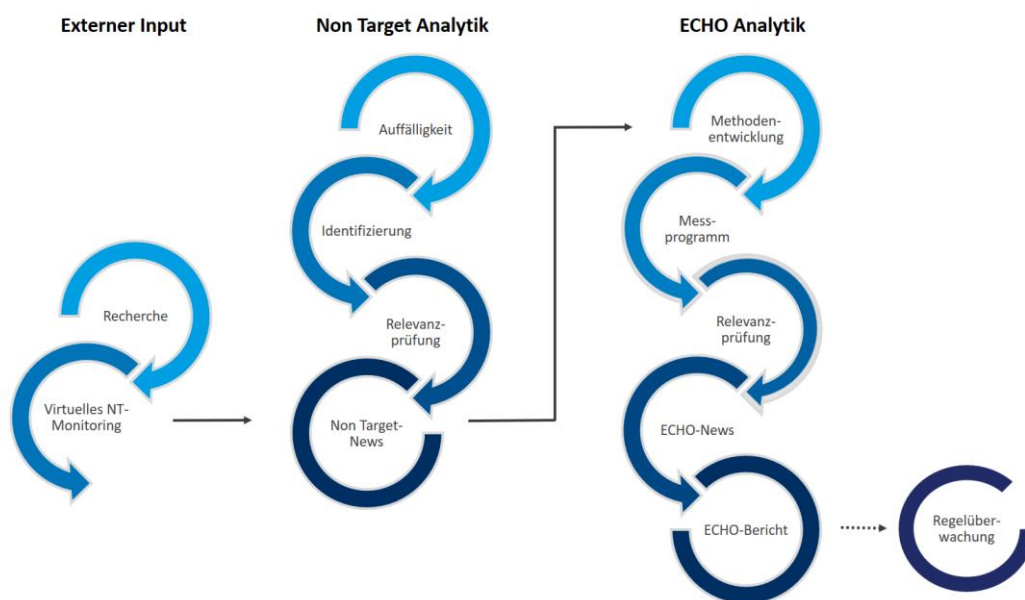 Externer Input
Recherche
Virtuelles NT-
Monitoring
Non Target Analytik
Auffälligkeit
Identifizierung
Relevanz-
prüfung
Non Target-
News
ECHO Analytik
Methoden-
entwicklung
Mess-
programm
Relevanz-
prüfung
ECHO-News
ECHO-Bericht
Regelüber-
wachung